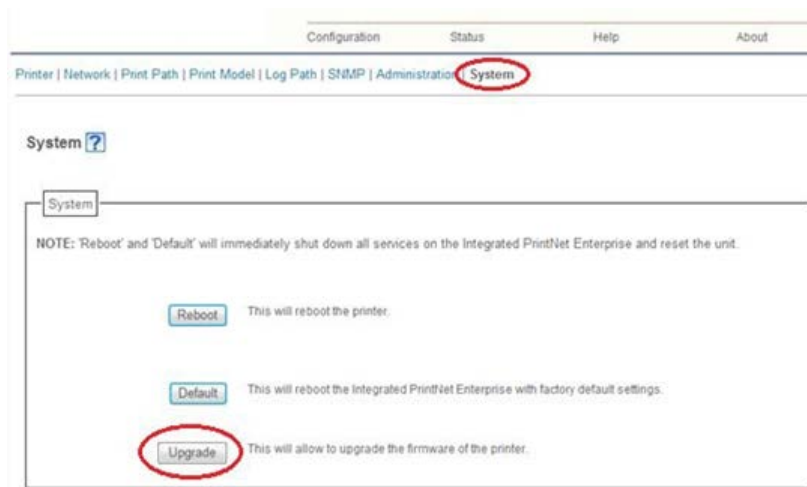 Configuration Status Help About
Printer | Network | Print Path | Print Model | Log Path | SNMP | Administration | System
System ?
System
NOTE: 'Reboot' and 'Default' will immediately shut down all services on the Integrated PrintNet Enterprise and reset the unit.
Reboot This will reboot the printer.
Default This will reboot the Integrated PrintNet Enterprise with factory default settings.
Upgrade This will allow to upgrade the firmware of the printer.